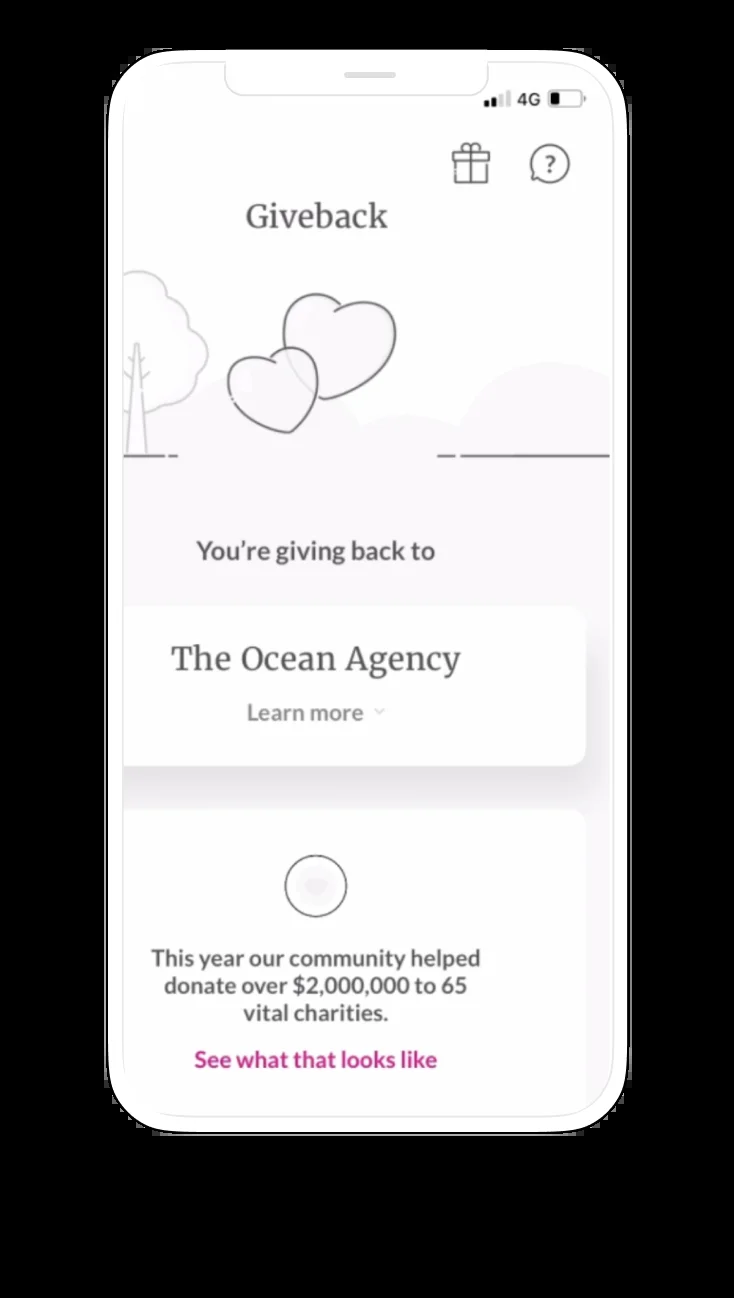 4G
?
Giveback
You’re giving back to
The Ocean Agency
Learn more
This year our community helped
donate over $2,000,000 to 65
vital charities.
See what that looks like